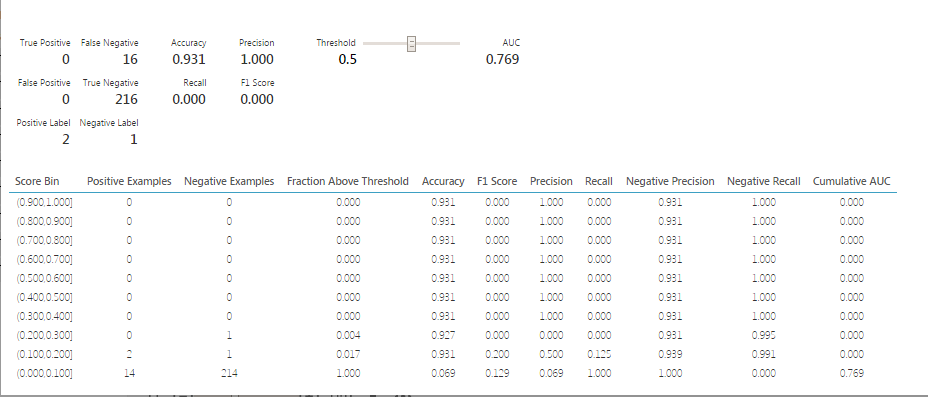 True Positive False Negative Accuracy Precision Threshold AUC
0 16 0.931 1.000 0.5 0.769
False Positive True Negative Recall F1 Score
0 216 0.000 0.000
Positive Label Negative Label
2 1
Score Bin Positive Examples Negative Examples Fraction Above Threshold Accuracy F1 Score Precision Recall Negative Precision Negative Recall Cumulative AUC
(0.900,1.000] 0 0 0.000 0.931 0.000 1.000 0.000 0.931 1.000 0.000
(0.800,0.900] 0 0 0.000 0.931 0.000 1.000 0.000 0.931 1.000 0.000
(0.700,0.800] 0 0 0.000 0.931 0.000 1.000 0.000 0.931 1.000 0.000
(0.600,0.700] 0 0 0.000 0.931 0.000 1.000 0.000 0.931 1.000 0.000
(0.500,0.600] 0 0 0.000 0.931 0.000 1.000 0.000 0.931 1.000 0.000
(0.400,0.500] 0 0 0.000 0.931 0.000 1.000 0.000 0.931 1.000 0.000
(0.300,0.400] 0 0 0.000 0.931 0.000 1.000 0.000 0.931 1.000 0.000
(0.200,0.300] 0 1 0.004 0.927 0.000 0.000 0.000 0.931 0.995 0.000
(0.100,0.200] 2 1 0.017 0.931 0.200 0.500 0.125 0.939 0.991 0.000
(0.000,0.100] 14 214 1.000 0.069 0.129 0.069 1.000 1.000 0.000 0.769